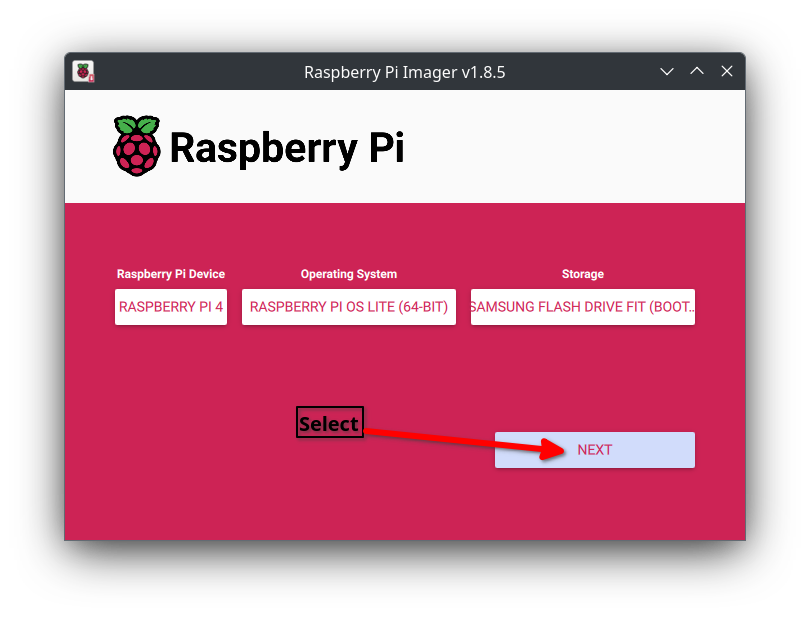 Raspberry Pi Imager v1.8.5
Raspberry Pi
Raspberry Pi Device
Operating System
Storage
RASPBERRY PI 4
RASPBERRY PI OS LITE (64-BIT)
SAMSUNG FLASH DRIVE FIT (BOOT...
Select
NEXT